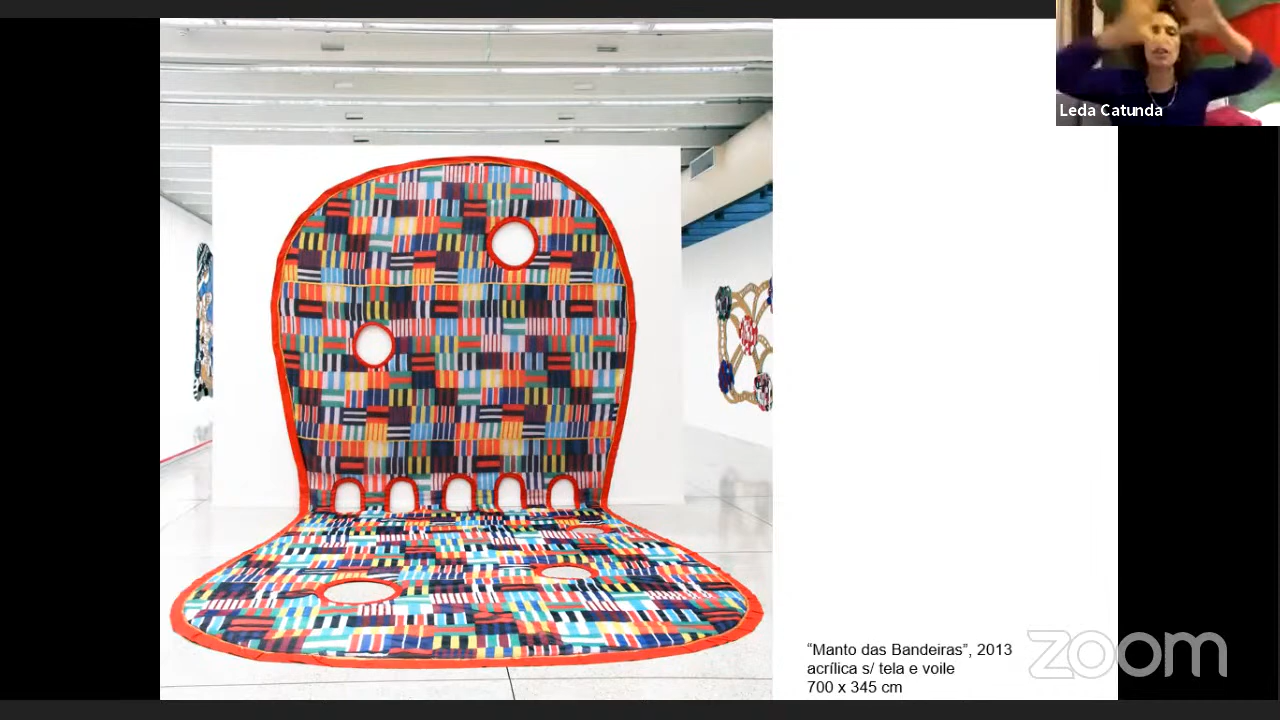 Leda Catunda
“Manto das Bandeiras”, 2013
acrílica s/ tela e voile
700 x 345 cm
zoom